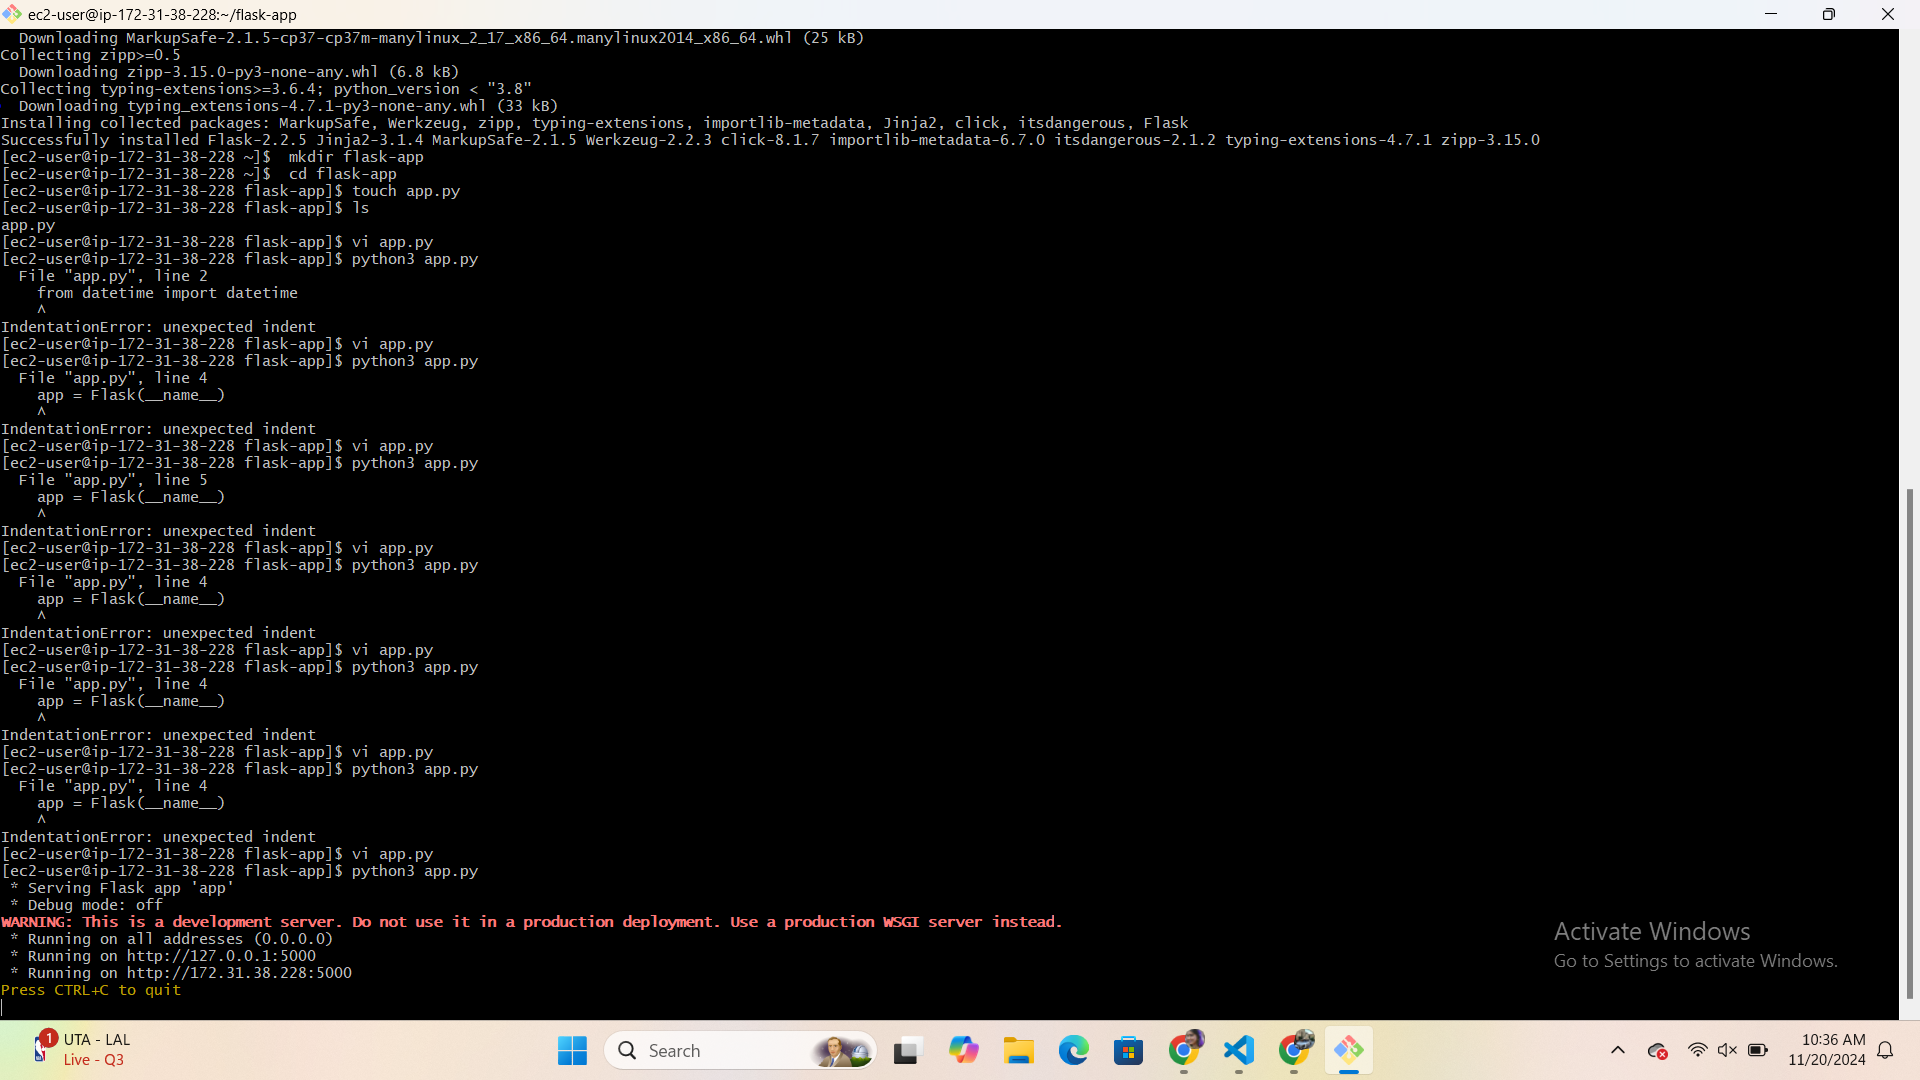 ec2-user@ip-172-31-38-228:~/flask-app
  Downloading MarkupSafe-2.1.5-cp37-cp37m-manylinux_2_17_x86_64.manylinux2014_x86_64.whl (25 kB)
Collecting zipp>=0.5
  Downloading zipp-3.15.0-py3-none-any.whl (6.8 kB)
Collecting typing-extensions>=3.6.4; python_version < "3.8"
  Downloading typing_extensions-4.7.1-py3-none-any.whl (33 kB)
Installing collected packages: MarkupSafe, Werkzeug, zipp, typing-extensions, importlib-metadata, Jinja2, click, itsdangerous, Flask
Successfully installed Flask-2.2.5 Jinja2-3.1.4 MarkupSafe-2.1.5 Werkzeug-2.2.3 click-8.1.7 importlib-metadata-6.7.0 itsdangerous-2.1.2 typing-extensions-4.7.1 zipp-3.15.0
[ec2-user@ip-172-31-38-228 ~]$  mkdir flask-app
[ec2-user@ip-172-31-38-228 ~]$  cd flask-app
[ec2-user@ip-172-31-38-228 flask-app]$ touch app.py
[ec2-user@ip-172-31-38-228 flask-app]$ ls
app.py
[ec2-user@ip-172-31-38-228 flask-app]$ vi app.py
[ec2-user@ip-172-31-38-228 flask-app]$ python3 app.py
  File "app.py", line 2
    from datetime import datetime
    ^
IndentationError: unexpected indent
[ec2-user@ip-172-31-38-228 flask-app]$ vi app.py
[ec2-user@ip-172-31-38-228 flask-app]$ python3 app.py
  File "app.py", line 4
    app = Flask(__name__)
    ^
IndentationError: unexpected indent
[ec2-user@ip-172-31-38-228 flask-app]$ vi app.py
[ec2-user@ip-172-31-38-228 flask-app]$ python3 app.py
  File "app.py", line 5
    app = Flask(__name__)
    ^
IndentationError: unexpected indent
[ec2-user@ip-172-31-38-228 flask-app]$ vi app.py
[ec2-user@ip-172-31-38-228 flask-app]$ python3 app.py
  File "app.py", line 4
    app = Flask(__name__)
    ^
IndentationError: unexpected indent
[ec2-user@ip-172-31-38-228 flask-app]$ vi app.py
[ec2-user@ip-172-31-38-228 flask-app]$ python3 app.py
  File "app.py", line 4
    app = Flask(__name__)
    ^
IndentationError: unexpected indent
[ec2-user@ip-172-31-38-228 flask-app]$ vi app.py
[ec2-user@ip-172-31-38-228 flask-app]$ python3 app.py
  File "app.py", line 4
    app = Flask(__name__)
    ^
IndentationError: unexpected indent
[ec2-user@ip-172-31-38-228 flask-app]$ vi app.py
[ec2-user@ip-172-31-38-228 flask-app]$ python3 app.py
 * Serving Flask app 'app'
 * Debug mode: off
WARNING: This is a development server. Do not use it in a production deployment. Use a production WSGI server instead.
 * Running on all addresses (0.0.0.0)
 * Running on http://127.0.0.1:5000
 * Running on http://172.31.38.228:5000
Press CTRL+C to quit
Activate Windows
Go to Settings to activate Windows.
1
UTA - LAL
Live - Q3
Search
10:36 AM
11/20/2024